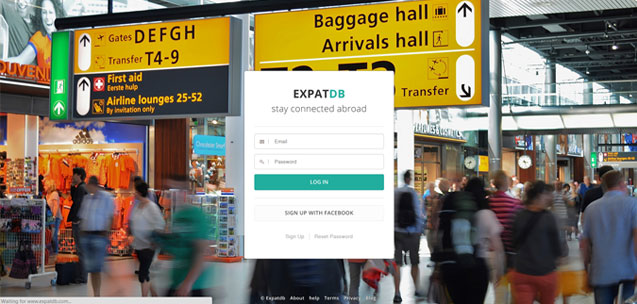 OUVENIRS
Gates DEFGH
Transfer T4-9
First aid
Eerste hulp
Airline lounges 25-52
By invitation only
Baggage hall
Arrivals hall
Transfer
EXPATDB
stay connected abroad
Email
Password
LOG IN
SIGN UP WITH FACEBOOK
Sign Up | Reset Password
© Expatdb About help Terms Privacy Blog
Waiting for www.expatdb.com...